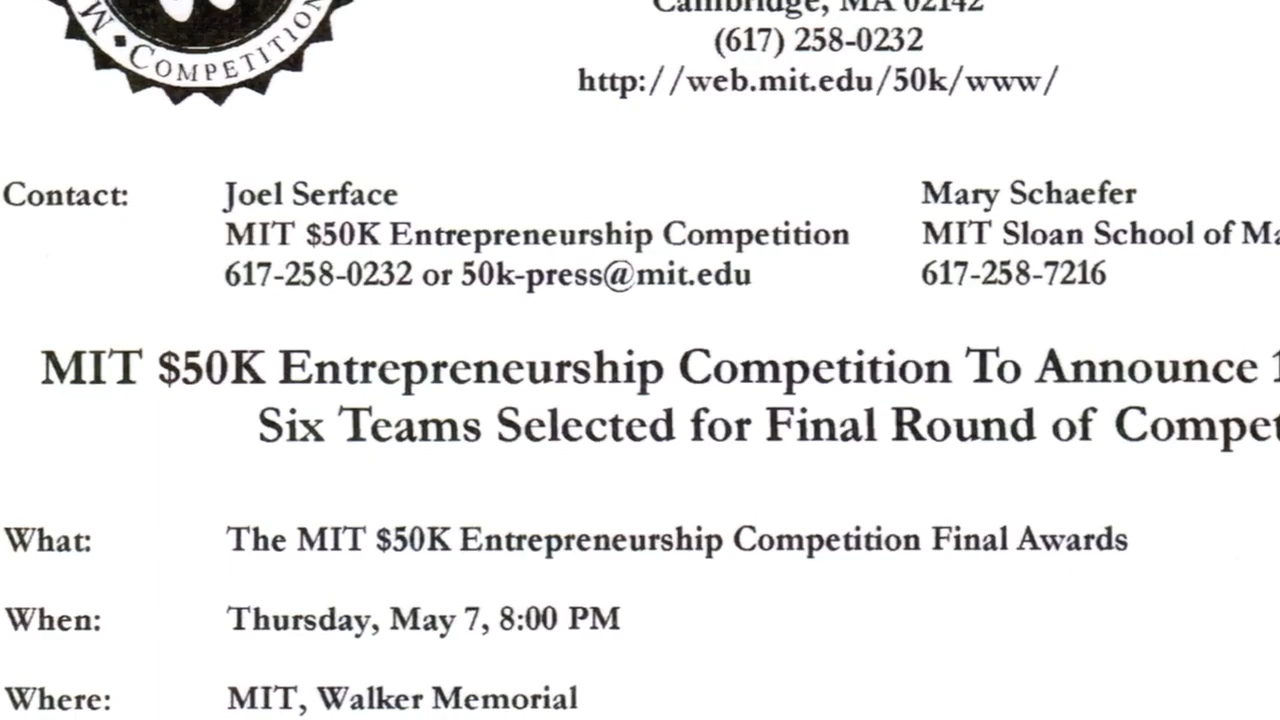 M • COMPETITION
Cambridge, MA 02142
(617) 258-0232
http://web.mit.edu/50k/www/
Contact: Joel Serface Mary Schaefer
MIT $50K Entrepreneurship Competition MIT Sloan School of Ma
617-258-0232 or 50k-press@mit.edu 617-258-7216
MIT $50K Entrepreneurship Competition To Announce 1
Six Teams Selected for Final Round of Compet
What: The MIT $50K Entrepreneurship Competition Final Awards
When: Thursday, May 7, 8:00 PM
Where: MIT, Walker Memorial